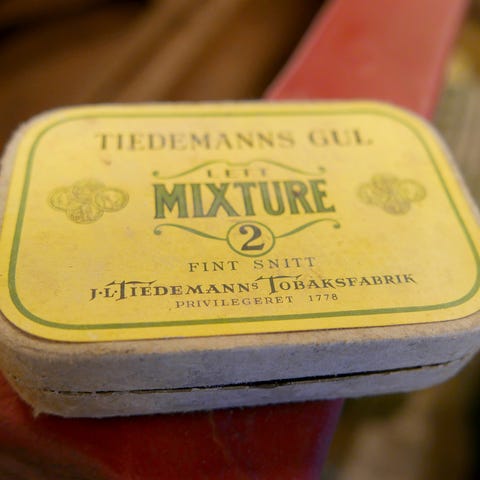 TIEDEMANNS GUL
LETT
MIXTURE
2
FINT SNITT
J.L. TIEDEMANNS TOBAKSFABRIK
PRIVILEGERET 1778